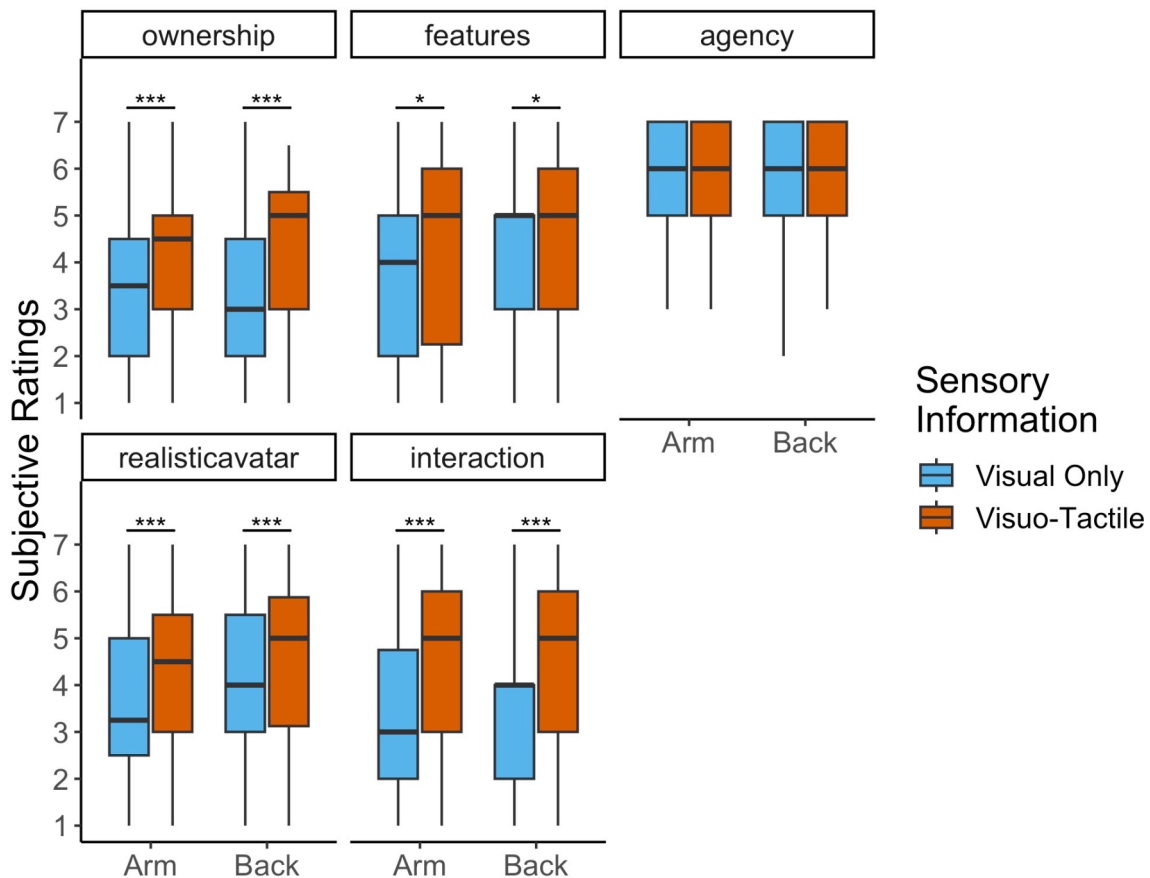 ownership features agency
*** *** * *
7
6
5
4
3
2
1
Arm Back
Subjective Ratings
realisticavatar interaction
*** *** *** ***
7
6
5
4
3
2
1
Arm Back Arm Back
Sensory
Information
Visual Only
Visuo-Tactile